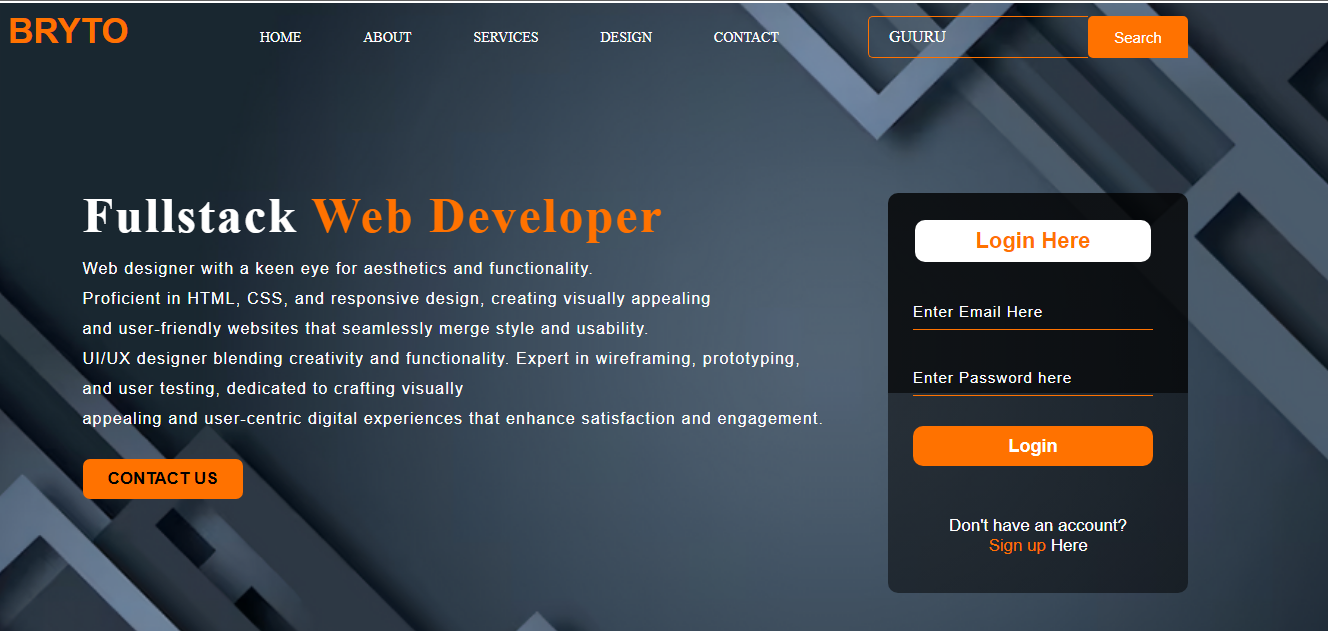 BRYTO
HOME
ABOUT
SERVICES
DESIGN
CONTACT
GUURU
Search
Fullstack Web Developer
Web designer with a keen eye for aesthetics and functionality.
Proficient in HTML, CSS, and responsive design, creating visually appealing
and user-friendly websites that seamlessly merge style and usability.
UI/UX designer blending creativity and functionality. Expert in wireframing, prototyping,
and user testing, dedicated to crafting visually
appealing and user-centric digital experiences that enhance satisfaction and engagement.
CONTACT US
Login Here
Enter Email Here
Enter Password here
Login
Don't have an account?
Sign up Here